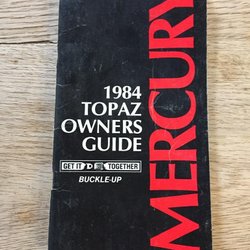 1984
TOPAZ
OWNERS
GUIDE
GET IT TOGETHER
BUCKLE-UP
MERCURY